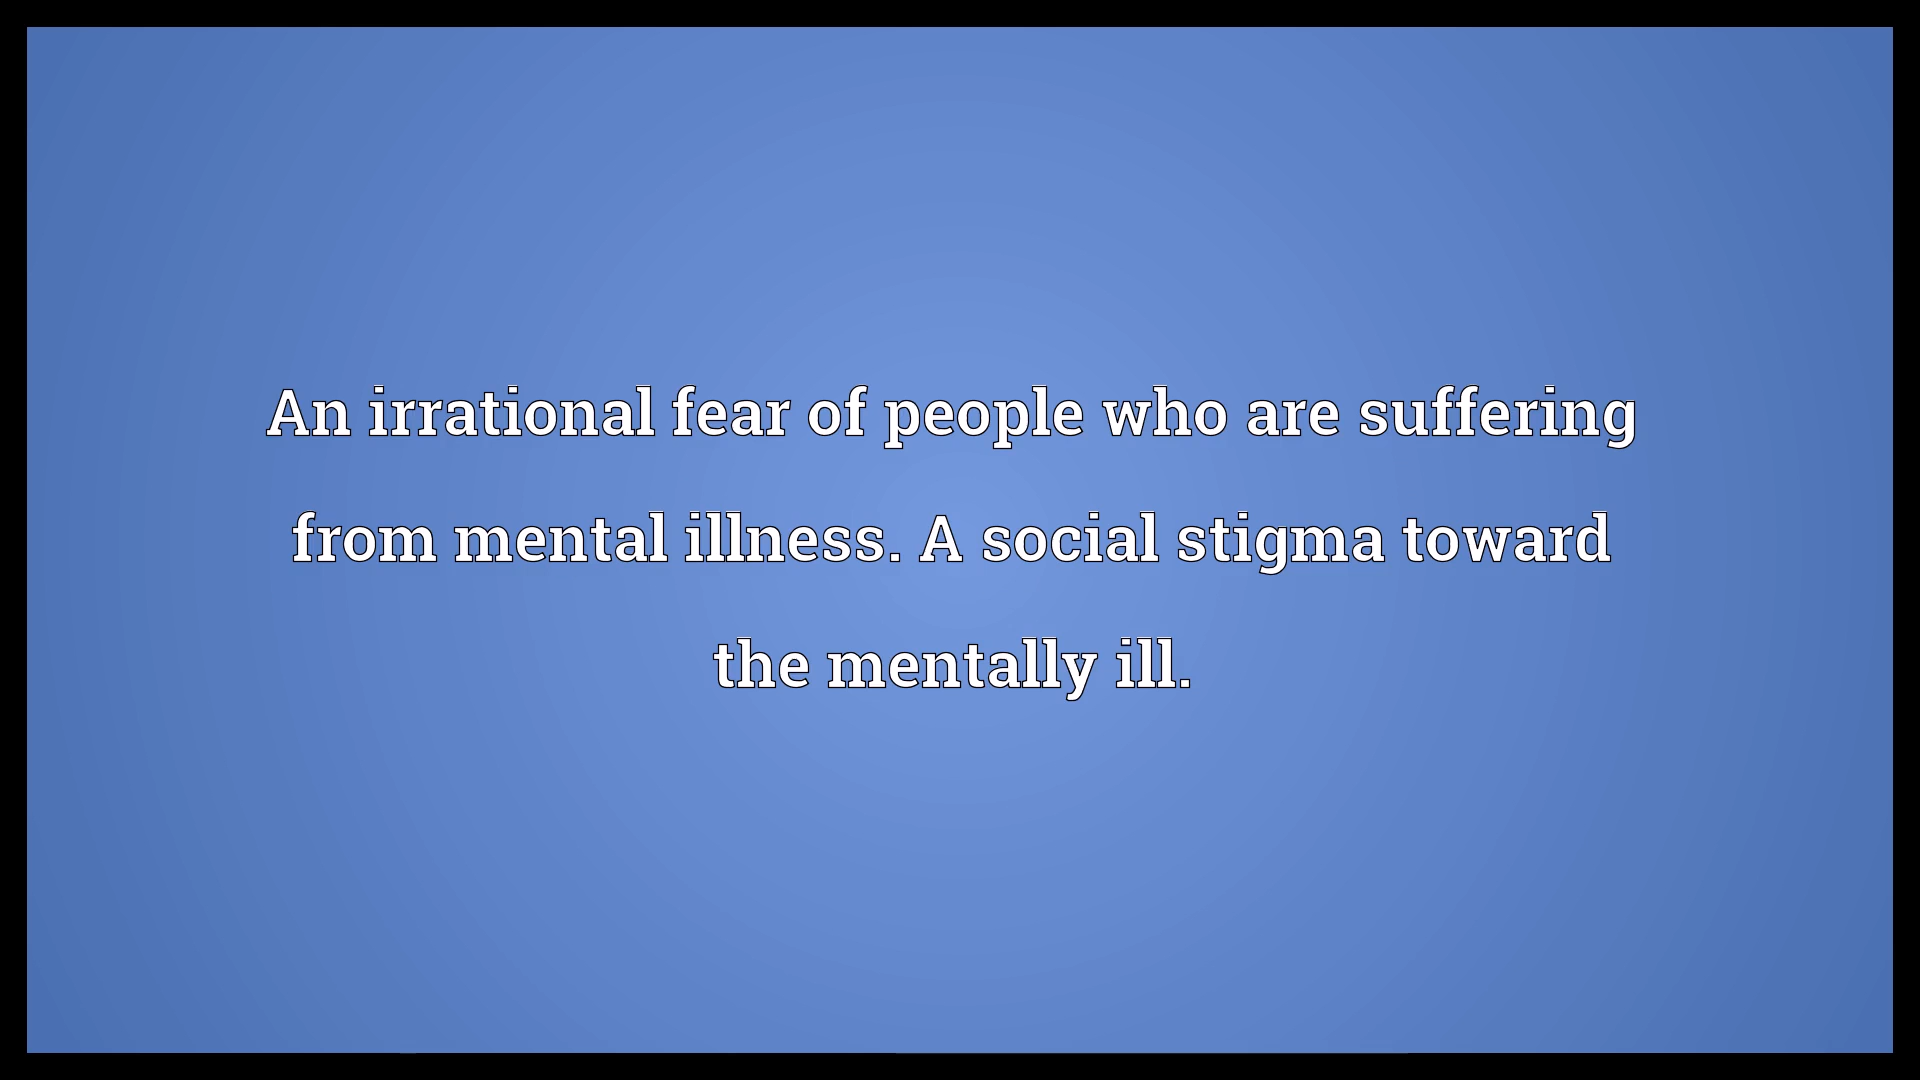 An irrational fear of people who are suffering
from mental illness. A social stigma toward
the mentally ill.